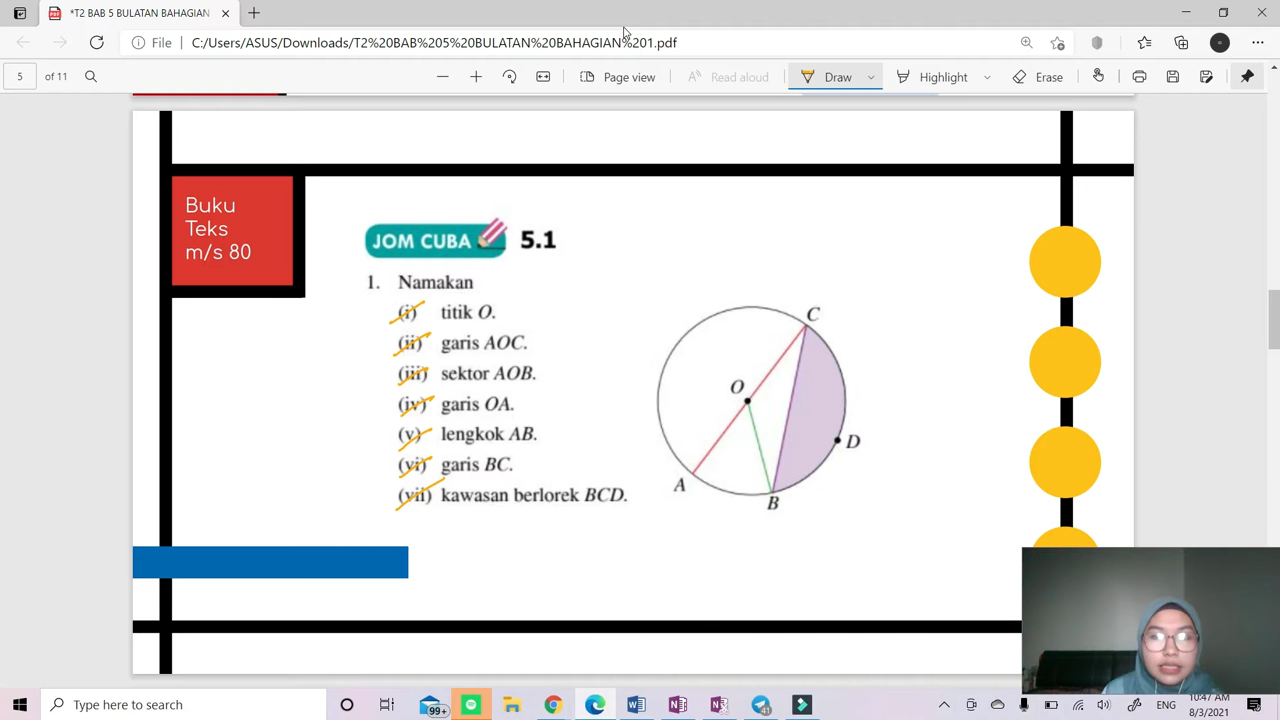 *T2 BAB 5 BULATAN BAHAGIAN
File
C:/Users/ASUS/Downloads/T2%20BAB%205%20BULATAN%20BAHAGIAN%201.pdf
5 of 11
Page view
Read aloud
Draw
Highlight
Erase
Buku
Teks
m/s 80
JOM CUBA 5.1
1. Namakan
(i) titik O.
(ii) garis AOC.
(iii) sektor AOB.
(iv) garis OA.
(v) lengkok AB.
(vi) garis BC.
(vii) kawasan berlorek BCD.
C
O
D
A
B
Type here to search
99+
41
10:47 AM
8/3/2021